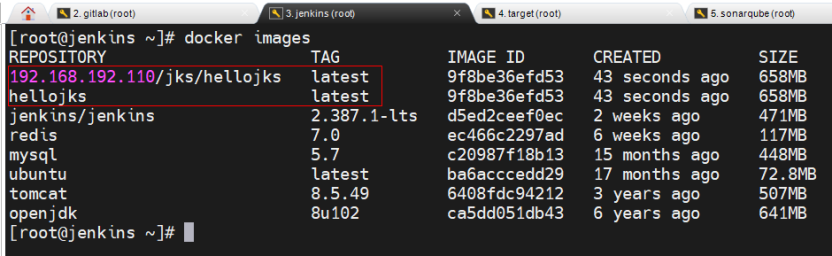 2. gitlab (root) 3. jenkins (root) 4. target (root) 5. sonarqube (root)
[root@jenkins ~]# docker images
REPOSITORY TAG IMAGE ID CREATED SIZE
192.168.192.110/jks/hellojks latest 9f8be36efd53 43 seconds ago 658MB
hellojks latest 9f8be36efd53 43 seconds ago 658MB
jenkins/jenkins 2.387.1-lts d5ed2ceef0ec 2 weeks ago 471MB
redis 7.0 ec466c2297ad 6 weeks ago 117MB
mysql 5.7 c20987f18b13 15 months ago 448MB
ubuntu latest ba6acccedd29 17 months ago 72.8MB
tomcat 8.5.49 6408fdc94212 3 years ago 507MB
openjdk 8u102 ca5dd051db43 6 years ago 641MB
[root@jenkins ~]#